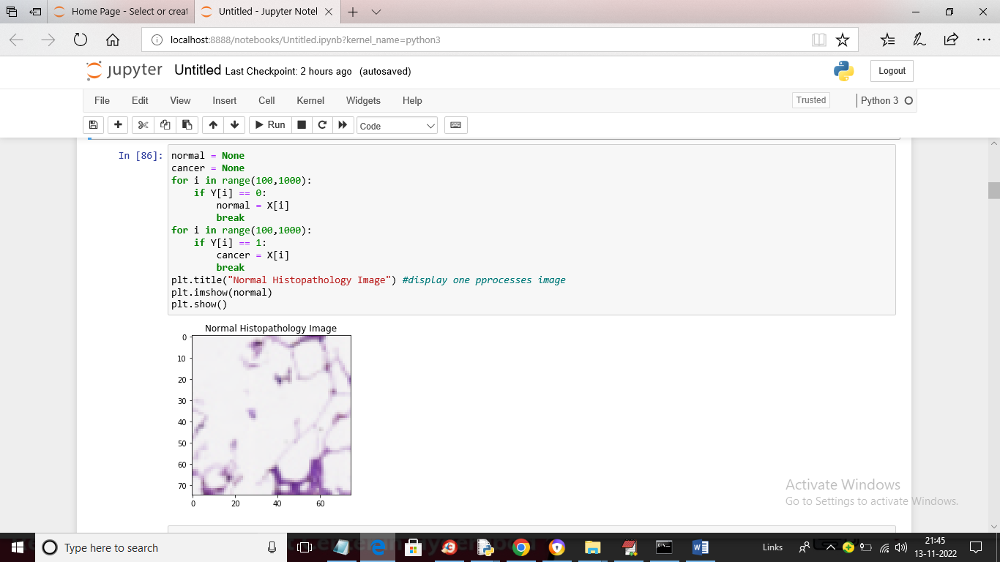 Home Page - Select or creat
Untitled - Jupyter Notel
localhost:8888/notebooks/Untitled.ipynb?kernel_name=python3
jupyter Untitled Last Checkpoint: 2 hours ago (autosaved)
Logout
File Edit View Insert Cell Kernel Widgets Help
Trusted
Python 3
Run
Code
In [86]:
normal = None
cancer = None
for i in range(100,1000):
    if Y[i] == 0:
        normal = X[i]
        break
for i in range(100,1000):
    if Y[i] == 1:
        cancer = X[i]
        break
plt.title("Normal Histopathology Image") #display one pprocesses image
plt.imshow(normal)
plt.show()
Normal Histopathology Image
0
10
20
30
40
50
60
70
0 20 40 60
Activate Windows
Go to Settings to activate Windows.
Type here to search
Links
21:45
13-11-2022